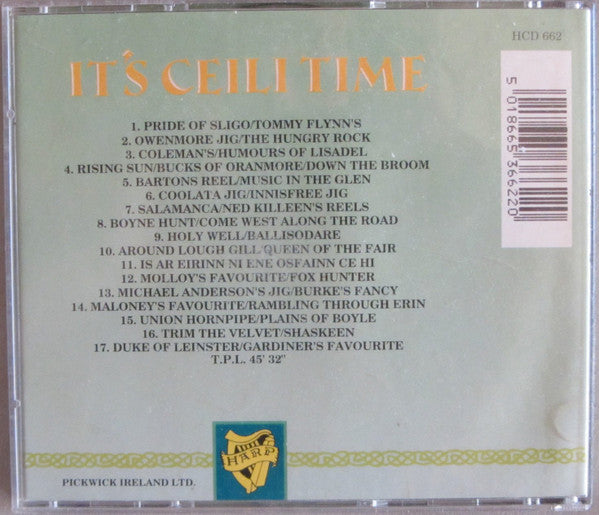 HCD 662
IT'S CEILI TIME
5 018665 366220
1. PRIDE OF SLIGO/TOMMY FLYNN'S
2. OWENMORE JIG/THE HUNGRY ROCK
3. COLEMAN'S/HUMOURS OF LISADEL
4. RISING SUN/BUCKS OF ORANMORE/DOWN THE BROOM
5. BARTONS REEL/MUSIC IN THE GLEN
6. COOLATA JIG/INNISFREE JIG
7. SALAMANCA/NED KILLEEN'S REELS
8. BOYNE HUNT/COME WEST ALONG THE ROAD
9. HOLY WELL/BALLISODARE
10. AROUND LOUGH GILL/QUEEN OF THE FAIR
11. IS AR EIRINN NI ENE OSFAINN CE HI
12. MOLLOY'S FAVOURITE/FOX HUNTER
13. MICHAEL ANDERSON'S JIG/BURKE'S FANCY
14. MALONEY'S FAVOURITE/RAMBLING THROUGH ERIN
15. UNION HORNPIPE/PLAINS OF BOYLE
16. TRIM THE VELVET/SHASKEEN
17. DUKE OF LEINSTER/GARDINER'S FAVOURITE
T.P.L. 45' 32"
HARP
PICKWICK IRELAND LTD.